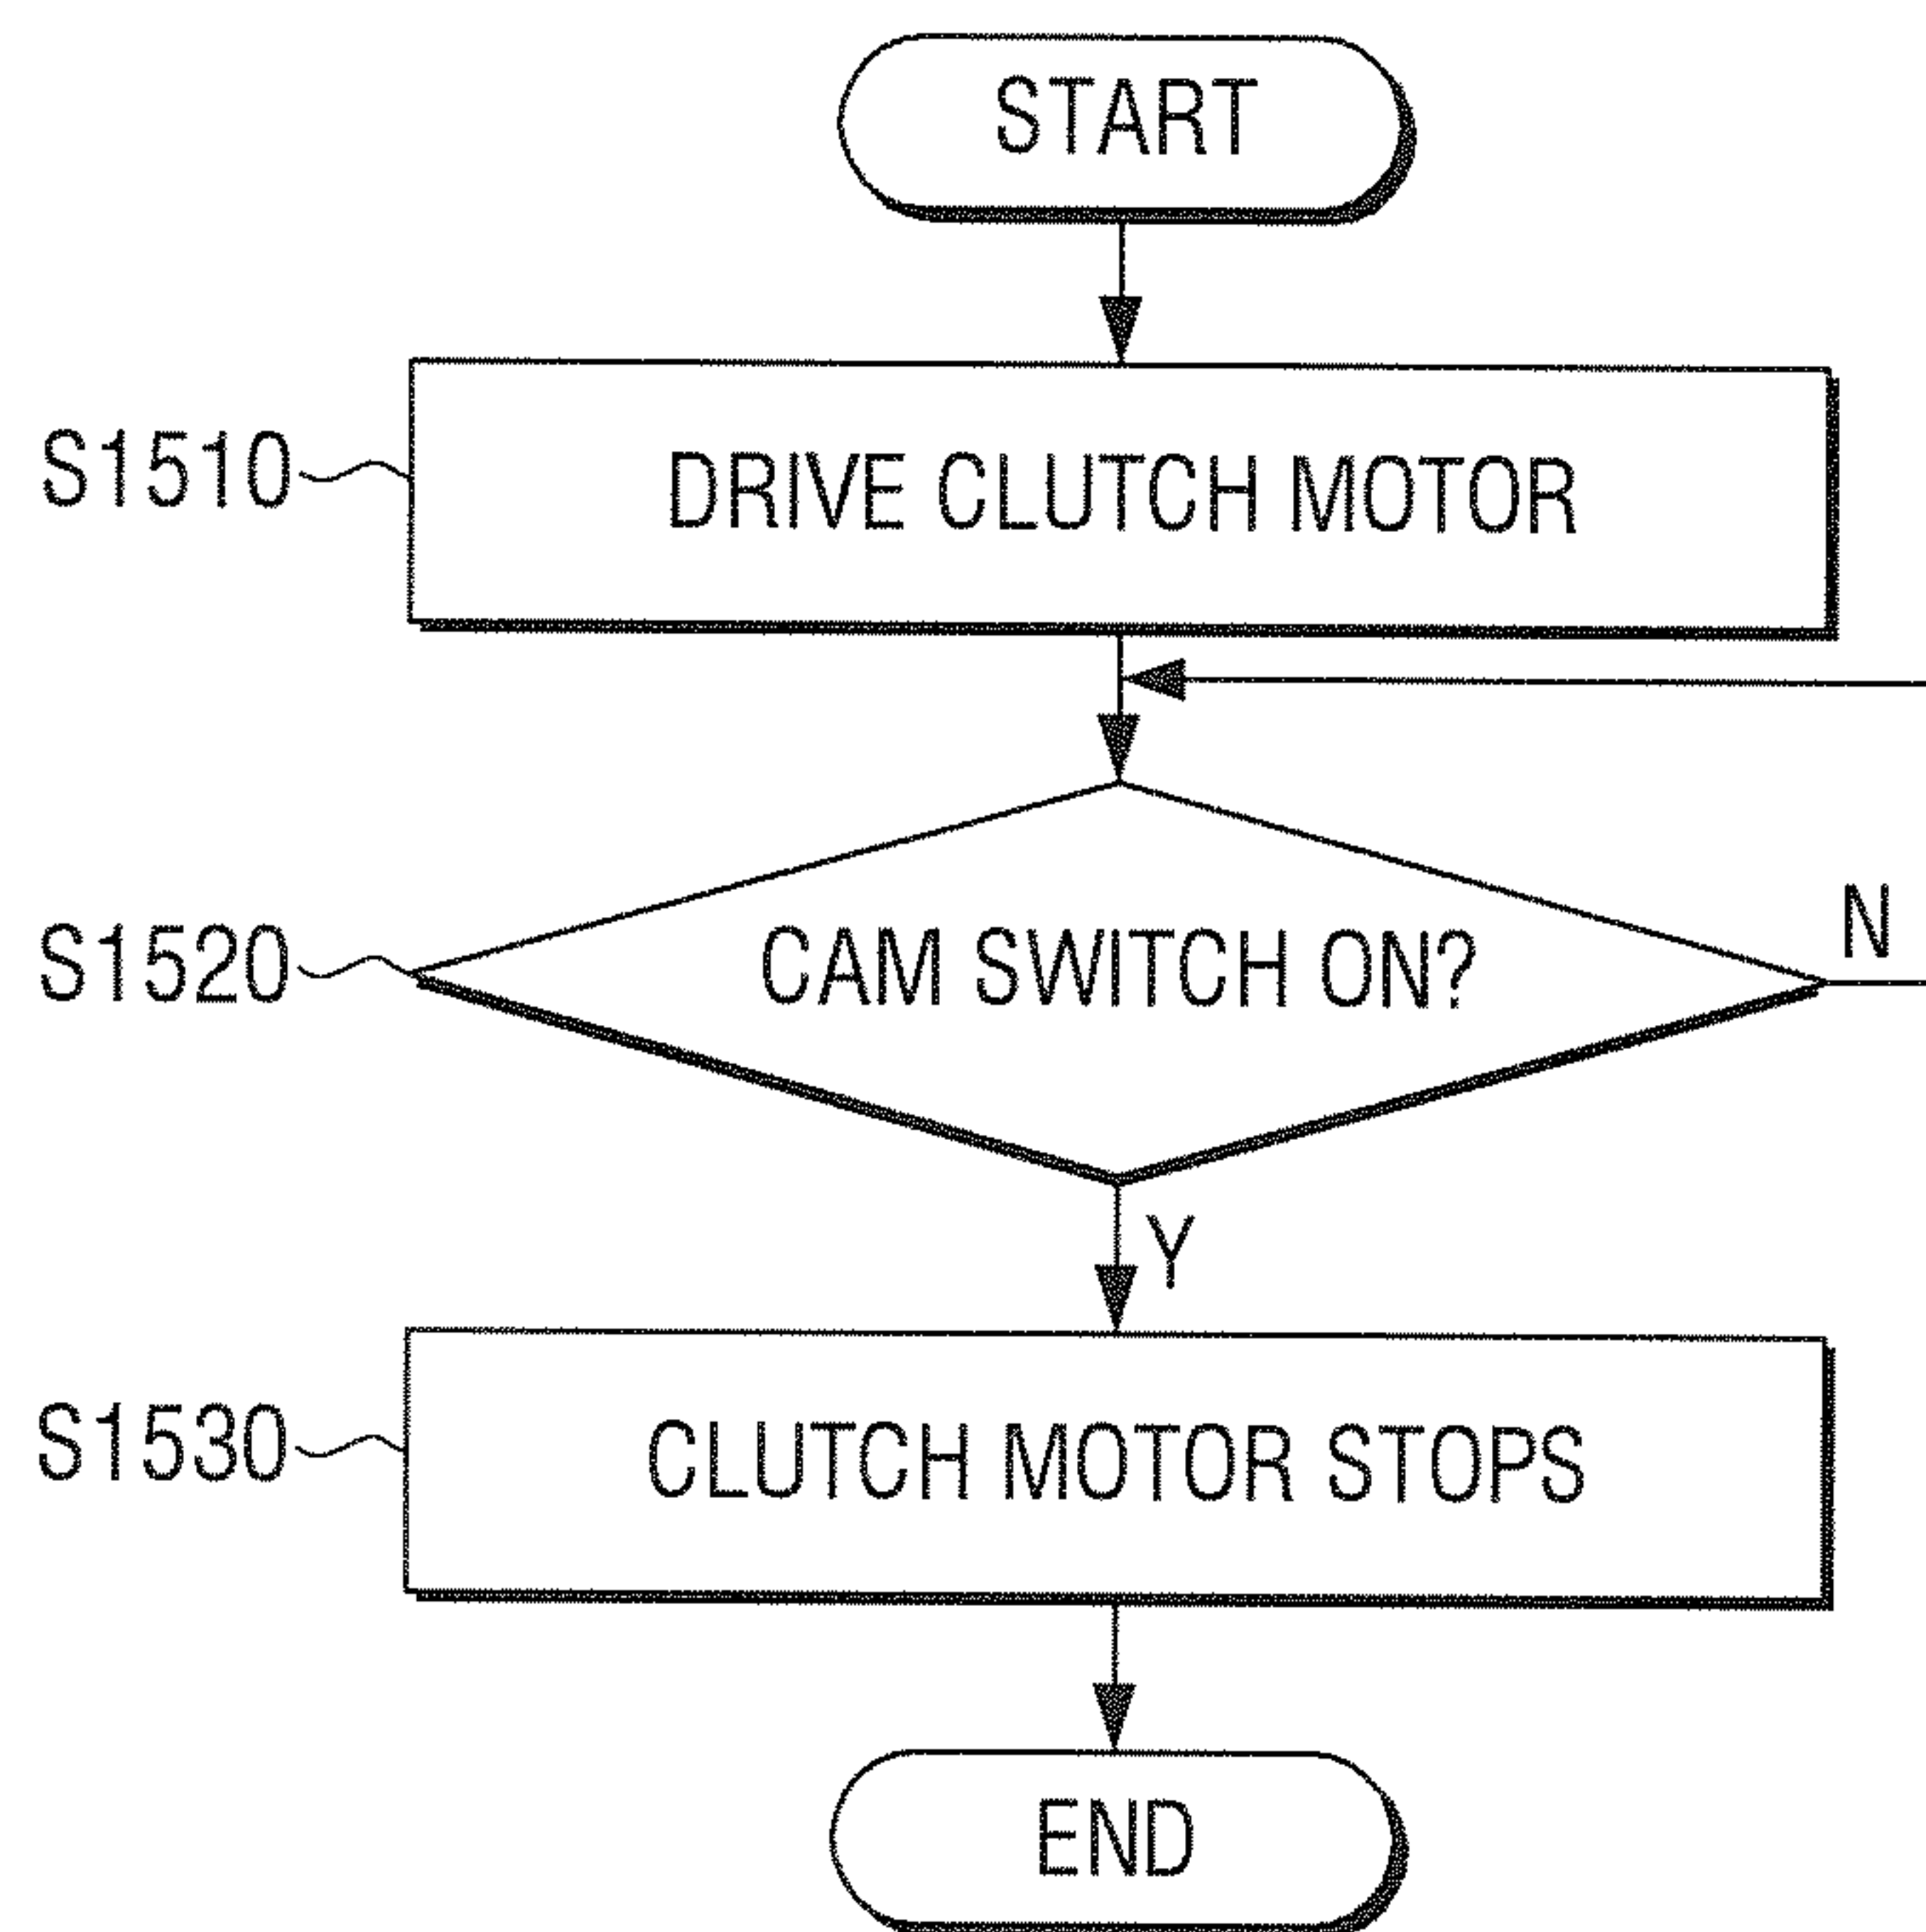 START
S1510
DRIVE CLUTCH MOTOR
S1520
CAM SWITCH ON?
N
Y
S1530
CLUTCH MOTOR STOPS
END